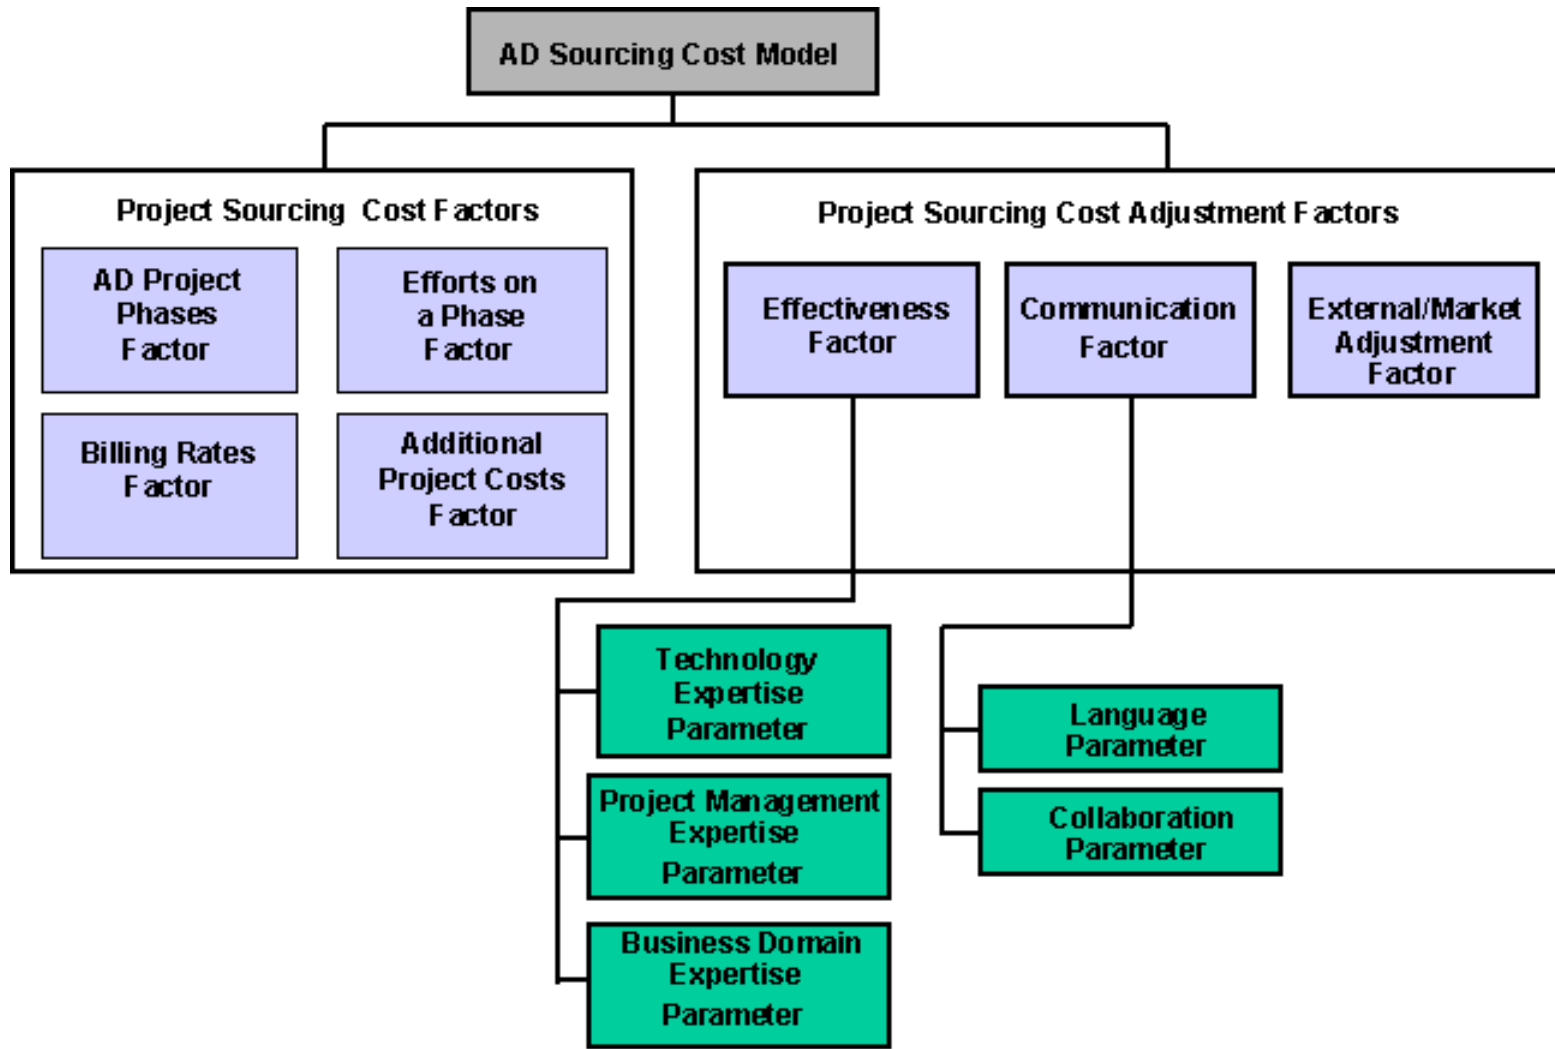 AD Sourcing Cost Model
Project Sourcing Cost Factors
AD Project
Phases
Factor
Efforts on
a Phase
Factor
Billing Rates
Factor
Additional
Project Costs
Factor
Project Sourcing Cost Adjustment Factors
Effectiveness
Factor
Communication
Factor
External/Market
Adjustment
Factor
Technology
Expertise
Parameter
Project Management
Expertise
Parameter
Business Domain
Expertise
Parameter
Language
Parameter
Collaboration
Parameter